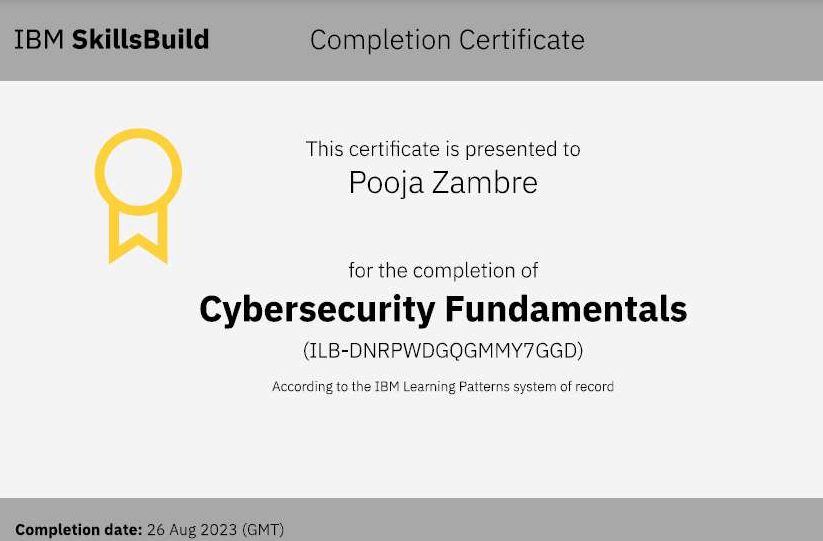 IBM SkillsBuild
Completion Certificate
This certificate is presented to
Pooja Zambre
for the completion of
Cybersecurity Fundamentals
(ILB-DNRPWDGQGMMY7GGD)
According to the IBM Learning Patterns system of record
Completion date: 26 Aug 2023 (GMT)